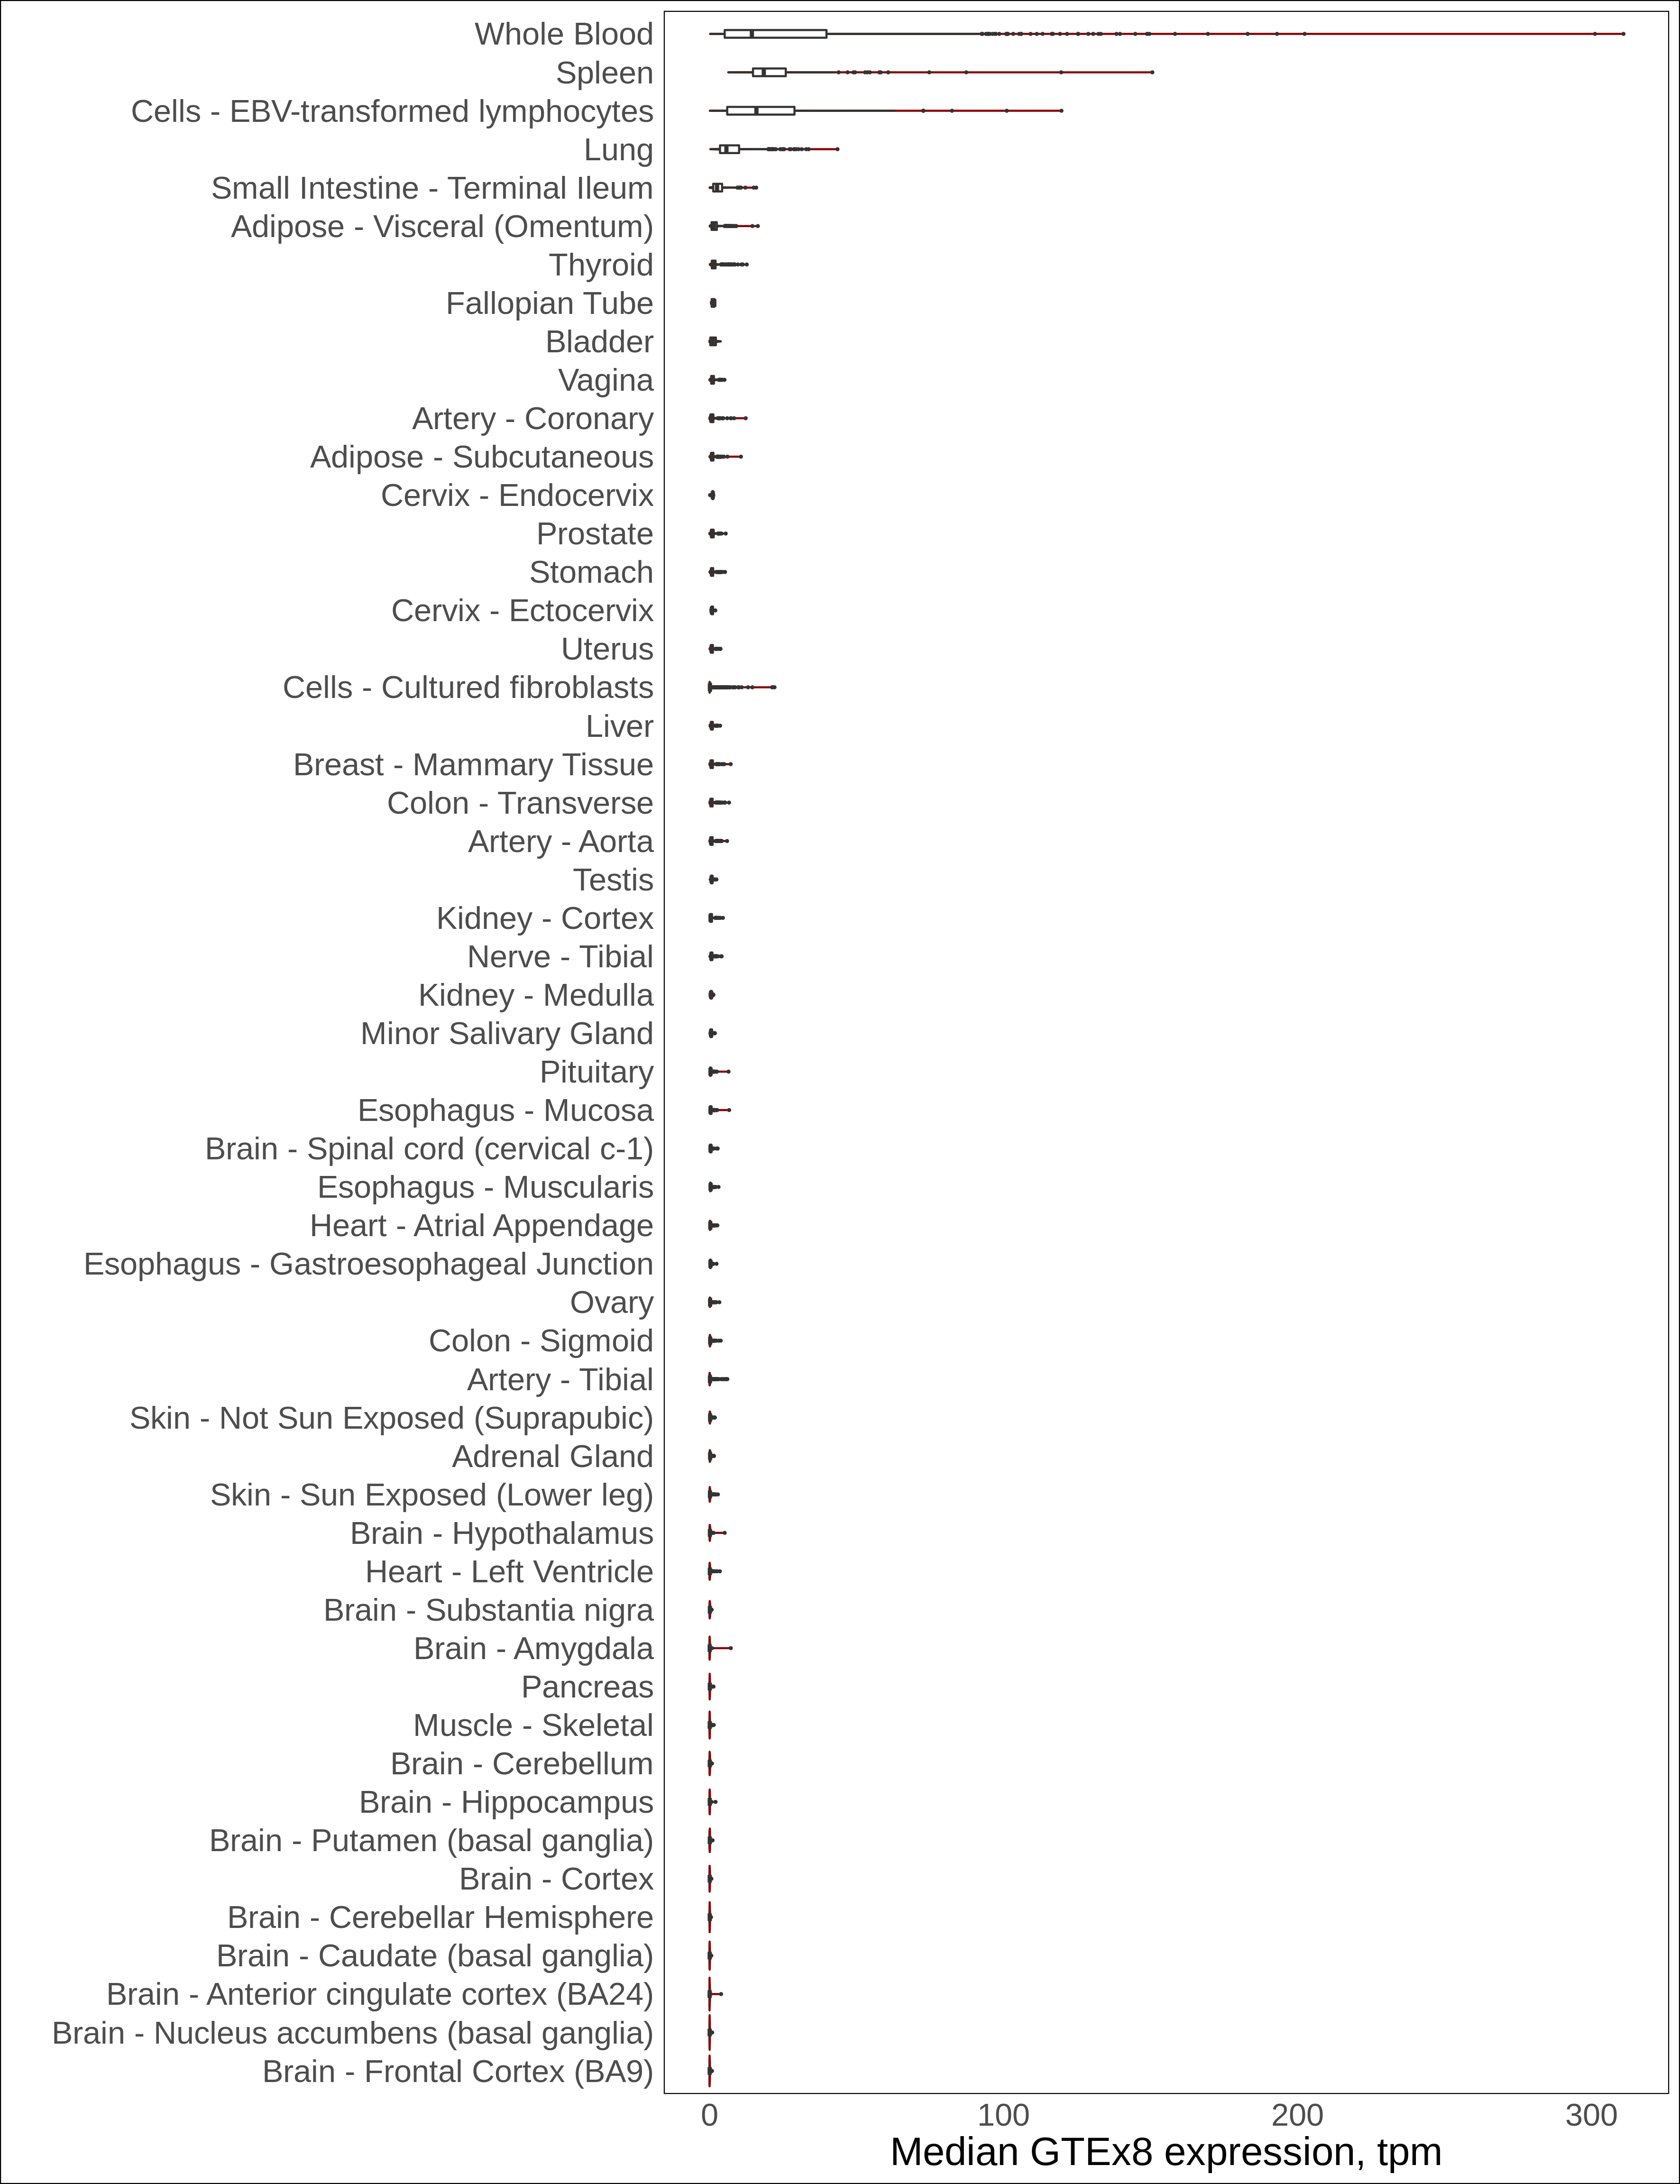 Whole Blood
Spleen
Cells - EBV-transformed lymphocytes
Lung
Small Intestine - Terminal Ileum
Adipose - Visceral (Omentum)
Thyroid
Fallopian Tube
Bladder
Vagina
Artery - Coronary
Adipose - Subcutaneous
Cervix - Endocervix
Prostate
Stomach
Cervix - Ectocervix
Uterus
Cells - Cultured fibroblasts
Liver
Breast - Mammary Tissue
Colon - Transverse
Artery - Aorta
Testis
Kidney - Cortex
Nerve - Tibial
Kidney - Medulla
Minor Salivary Gland
Pituitary
Esophagus - Mucosa
Brain - Spinal cord (cervical c-1)
Esophagus - Muscularis
Heart - Atrial Appendage
Esophagus - Gastroesophageal Junction
Ovary
Colon - Sigmoid
Artery - Tibial
Skin - Not Sun Exposed (Suprapubic)
Adrenal Gland
Skin - Sun Exposed (Lower leg)
Brain - Hypothalamus
Heart - Left Ventricle
Brain - Substantia nigra
Brain - Amygdala
Pancreas
Muscle - Skeletal
Brain - Cerebellum
Brain - Hippocampus
Brain - Putamen (basal ganglia)
Brain - Cortex
Brain - Cerebellar Hemisphere
Brain - Caudate (basal ganglia)
Brain - Anterior cingulate cortex (BA24)
Brain - Nucleus accumbens (basal ganglia)
Brain - Frontal Cortex (BA9)
0 100 200 300
Median GTEx8 expression, tpm